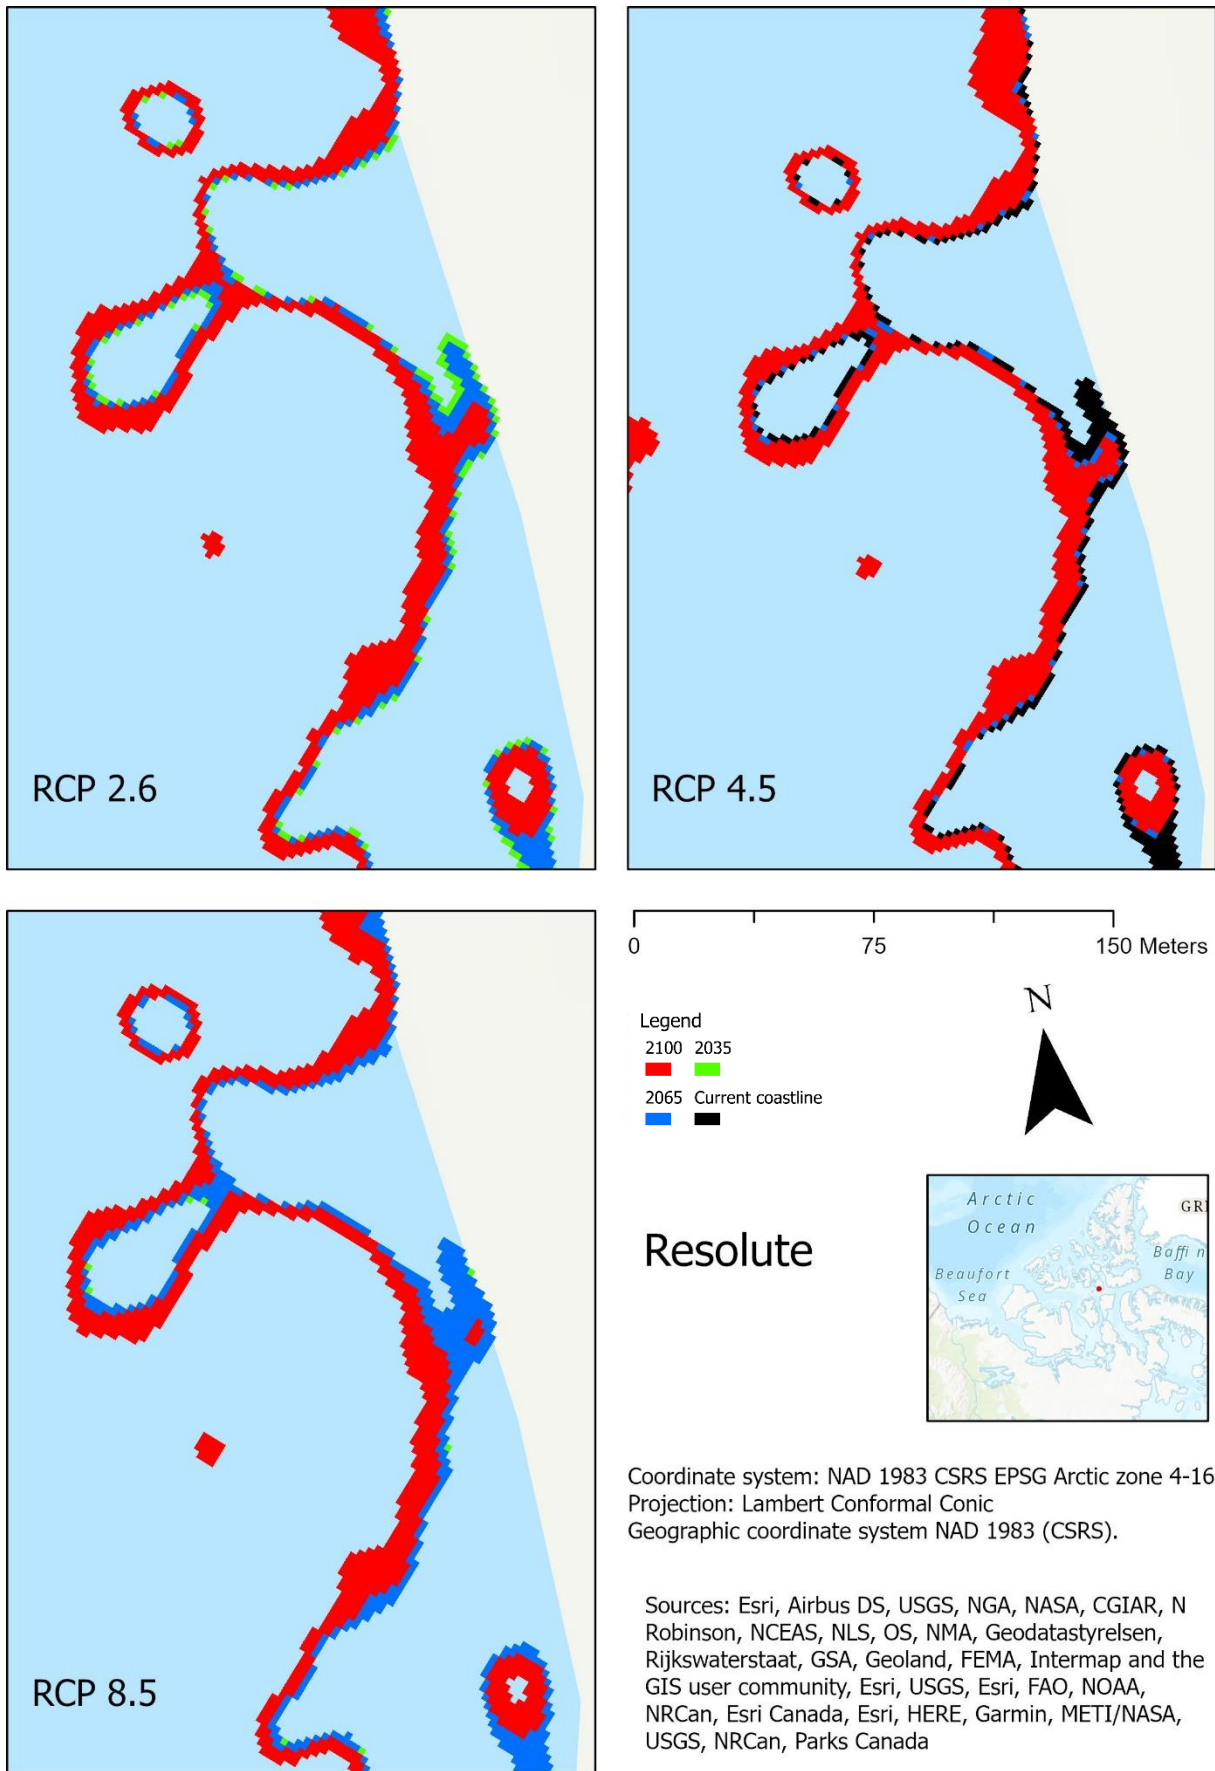 RCP 2.6
RCP 4.5
RCP 8.5
0 75 150 Meters
N
Legend
2100 2035
2065 Current coastline
Resolute
Arctic
Ocean
GRI
Beaufort
Sea
Baffi n
Bay
Coordinate system: NAD 1983 CSRS EPSG Arctic zone 4-16
Projection: Lambert Conformal Conic
Geographic coordinate system NAD 1983 (CSRS).
Sources: Esri, Airbus DS, USGS, NGA, NASA, CGIAR, N
Robinson, NCEAS, NLS, OS, NMA, Geodatastyrelsen,
Rijkswaterstaat, GSA, Geoland, FEMA, Intermap and the
GIS user community, Esri, USGS, Esri, FAO, NOAA,
NRCan, Esri Canada, Esri, HERE, Garmin, METI/NASA,
USGS, NRCan, Parks Canada